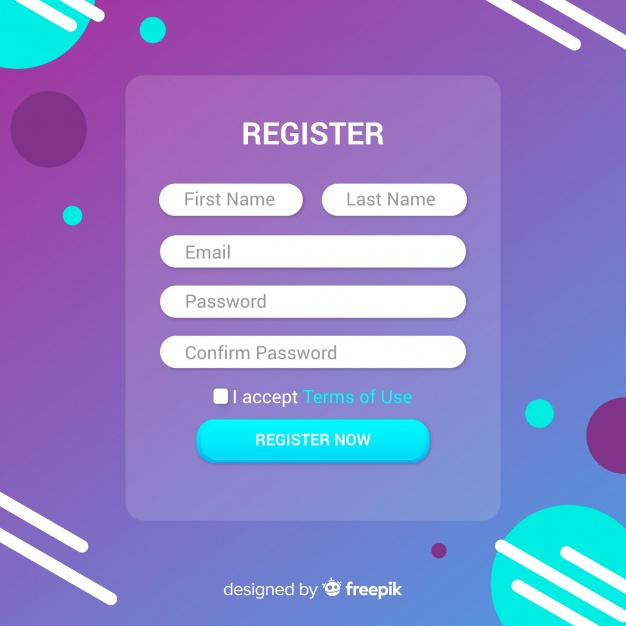 REGISTER
First Name Last Name
Email
Password
Confirm Password
I accept Terms of Use
REGISTER NOW
designed by freepik